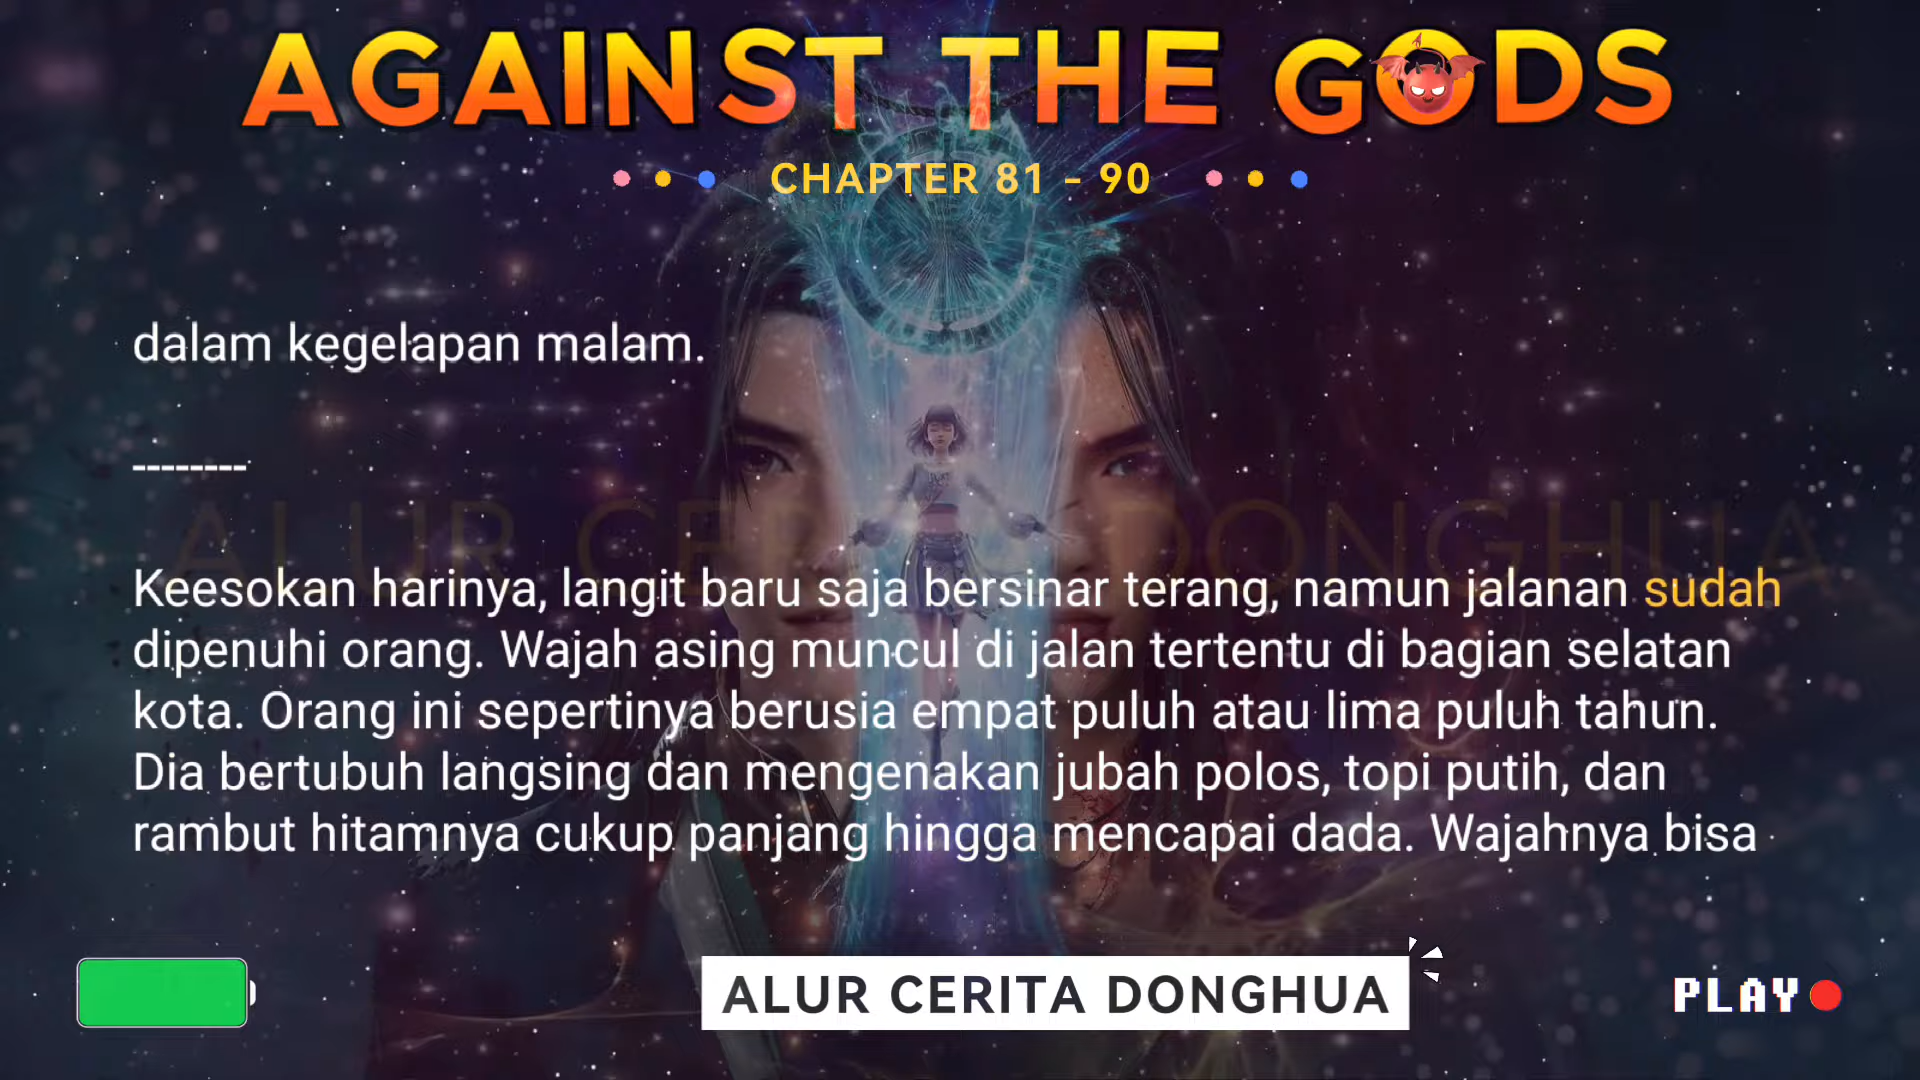 AGAINST THE GODS
CHAPTER 81 - 90
dalam kegelapan malam.
--------
ALUR CERITA DONGHUA
Keesokan harinya, langit baru saja bersinar terang, namun jalanan sudah
dipenuhi orang. Wajah asing muncul di jalan tertentu di bagian selatan
kota. Orang ini sepertinya berusia empat puluh atau lima puluh tahun.
Dia bertubuh langsing dan mengenakan jubah polos, topi putih, dan
rambut hitamnya cukup panjang hingga mencapai dada. Wajahnya bisa
ALUR CERITA DONGHUA
PLAY